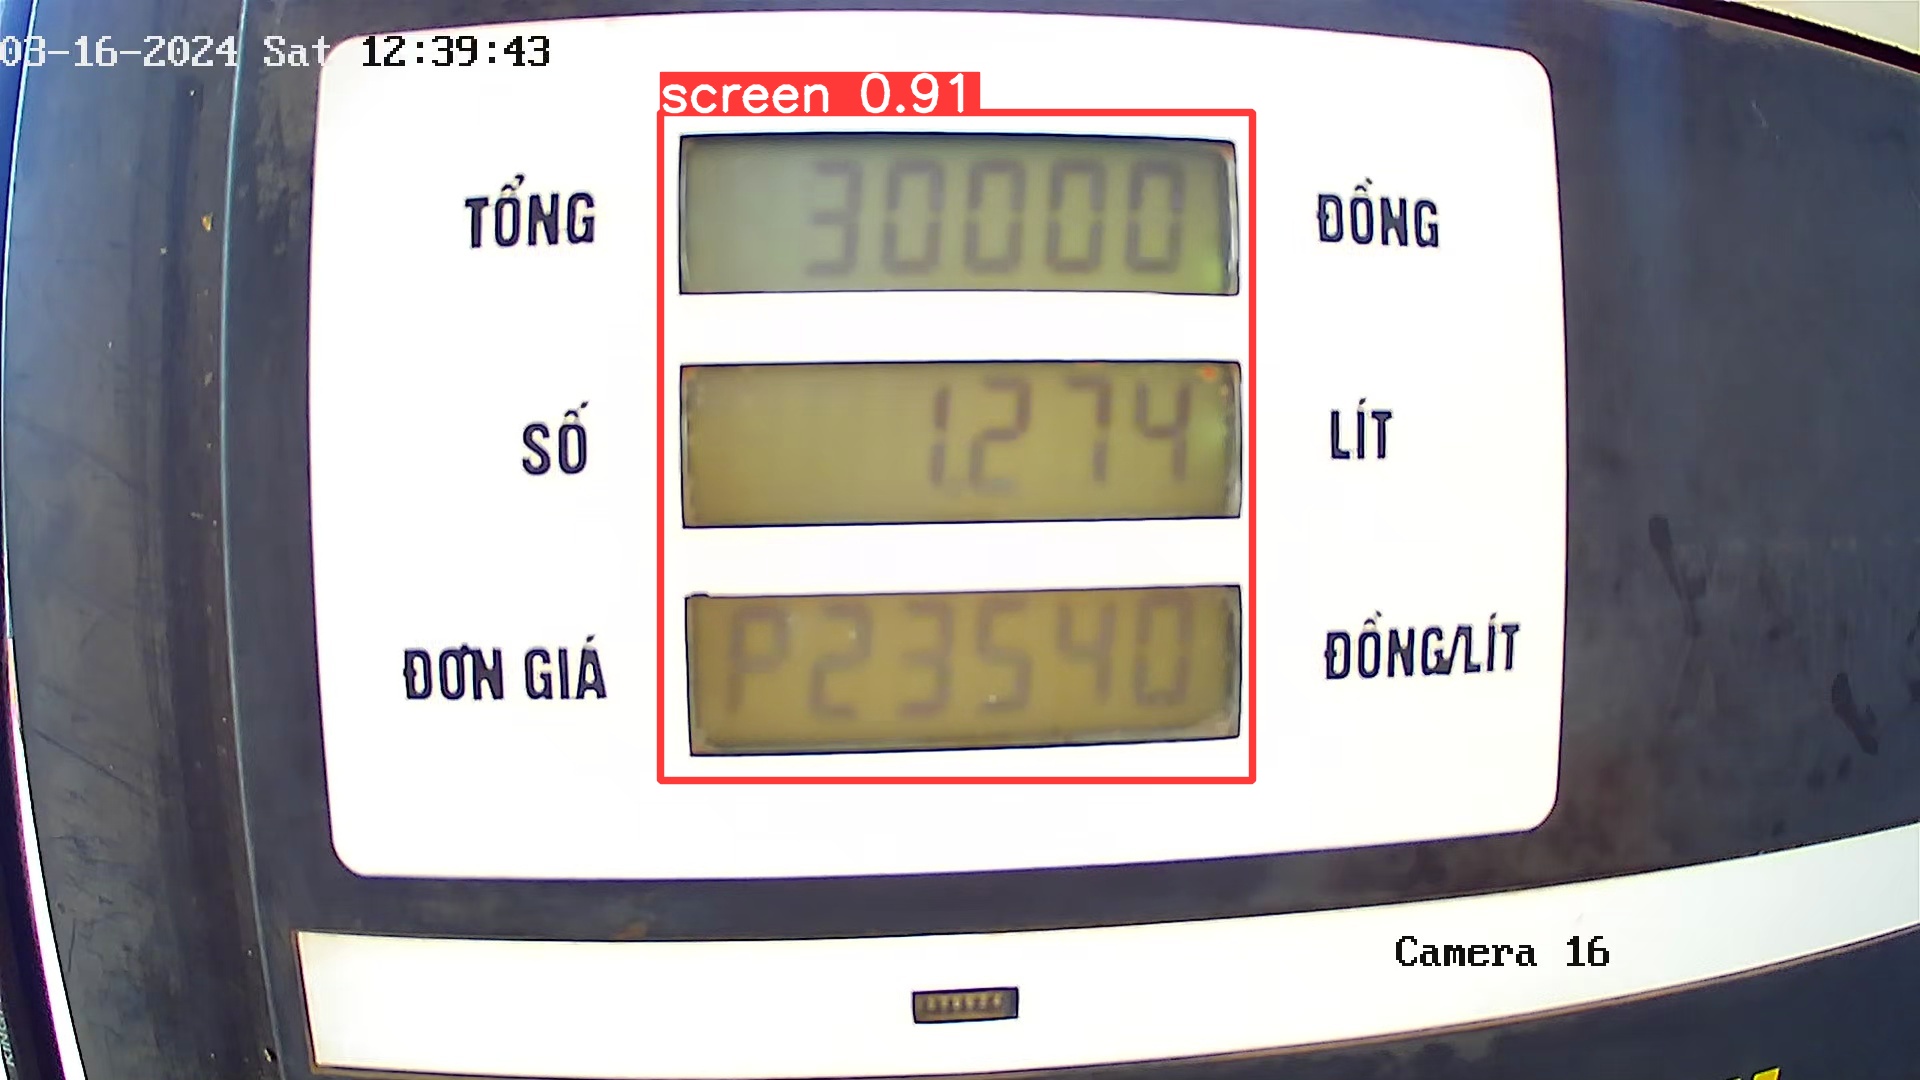 03-16-2024 Sat 12:39:43
screen 0.91
TỔNG 30000 ĐỒNG
SỐ 1.274 LÍT
ĐƠN GIÁ P23540 ĐỒNG/LÍT
Camera 16